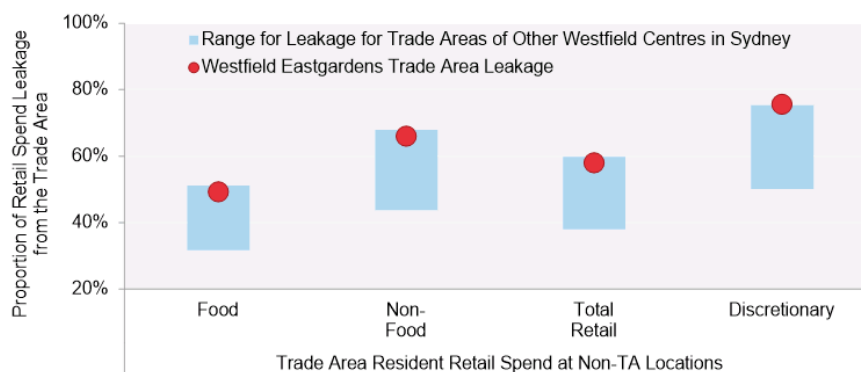 100%
80%
60%
40%
20%
Proportion of Retail Spend Leakage
from the Trade Area
Range for Leakage for Trade Areas of Other Westfield Centres in Sydney
Westfield Eastgardens Trade Area Leakage
Food
Non-
Food
Total
Retail
Discretionary
Trade Area Resident Retail Spend at Non-TA Locations